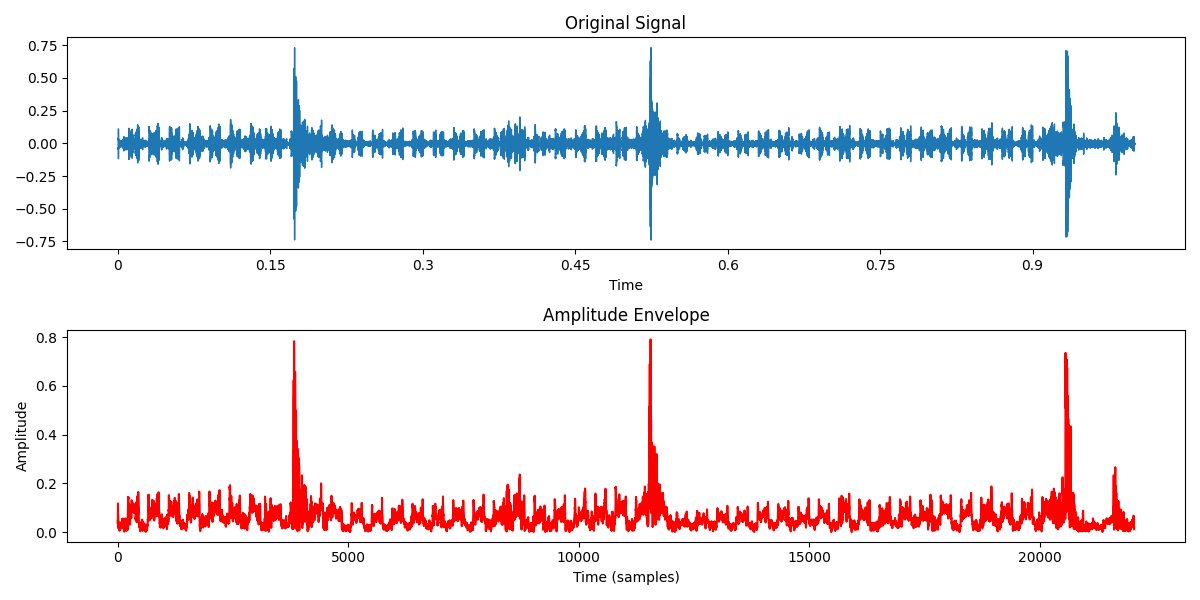 Original Signal
0.75
0.50
0.25
0.00
−0.25
−0.50
−0.75
0 0.15 0.3 0.45 0.6 0.75 0.9
Time
Amplitude Envelope
Amplitude
0.8
0.6
0.4
0.2
0.0
0 5000 10000 15000 20000
Time (samples)